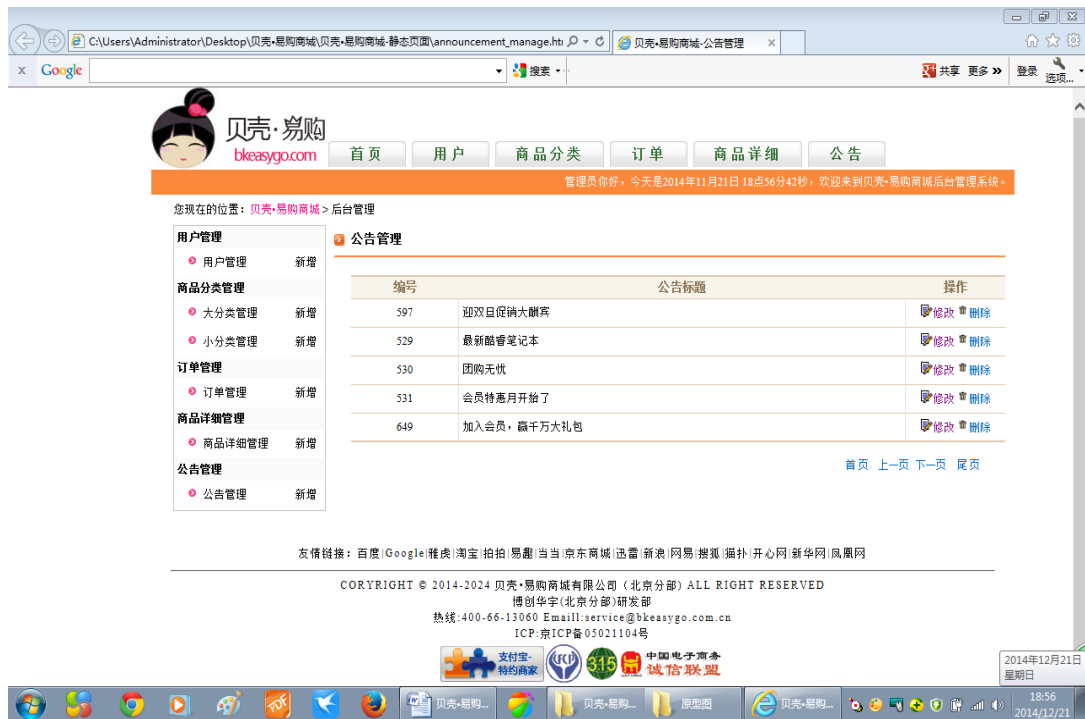 C:\Users\Administrator\Desktop\贝壳•易购商城\贝壳•易购商城-静态页面\announcement_manage.htm
贝壳•易购商城-公告管理
x Google 搜索 共享 更多 » 登录 选项...
贝壳·易购
bkeasygo.com
首页 用户 商品分类 订单 商品详细 公告
管理员你好，今天是2014年11月21日 18点56分42秒，欢迎来到贝壳•易购商城后台管理系统。
您现在的位置：贝壳•易购商城 > 后台管理
用户管理
用户管理 新增
商品分类管理
大分类管理 新增
小分类管理 新增
订单管理
订单管理 新增
商品详细管理
商品详细管理 新增
公告管理
公告管理 新增
公告管理
编号 公告标题 操作
597 迎双旦促销大酬宾 修改 删除
529 最新酷睿笔记本 修改 删除
530 团购无忧 修改 删除
531 会员特惠月开始了 修改 删除
649 加入会员，赢千万大礼包 修改 删除
首页 上一页 下一页 尾页
友情链接：百度|Google|雅虎|淘宝|拍拍|易趣|当当|京东商城|迅雷|新浪|网易|搜狐|猫扑|开心网|新华网|凤凰网
CORYRIGHT © 2014-2024 贝壳•易购商城有限公司（北京分部）ALL RIGHT RESERVED
博创华宇(北京分部)研发部
热线:400-66-13060 Emaill:service@bkeasygo.com.cn
ICP:京ICP备05021104号
支付宝-
特约商家
315
中国电子商务
诚信联盟
2014年12月21日
星期日
贝壳•易购... 贝壳•易购... 原型图 贝壳•易购...
18:56
2014/12/21